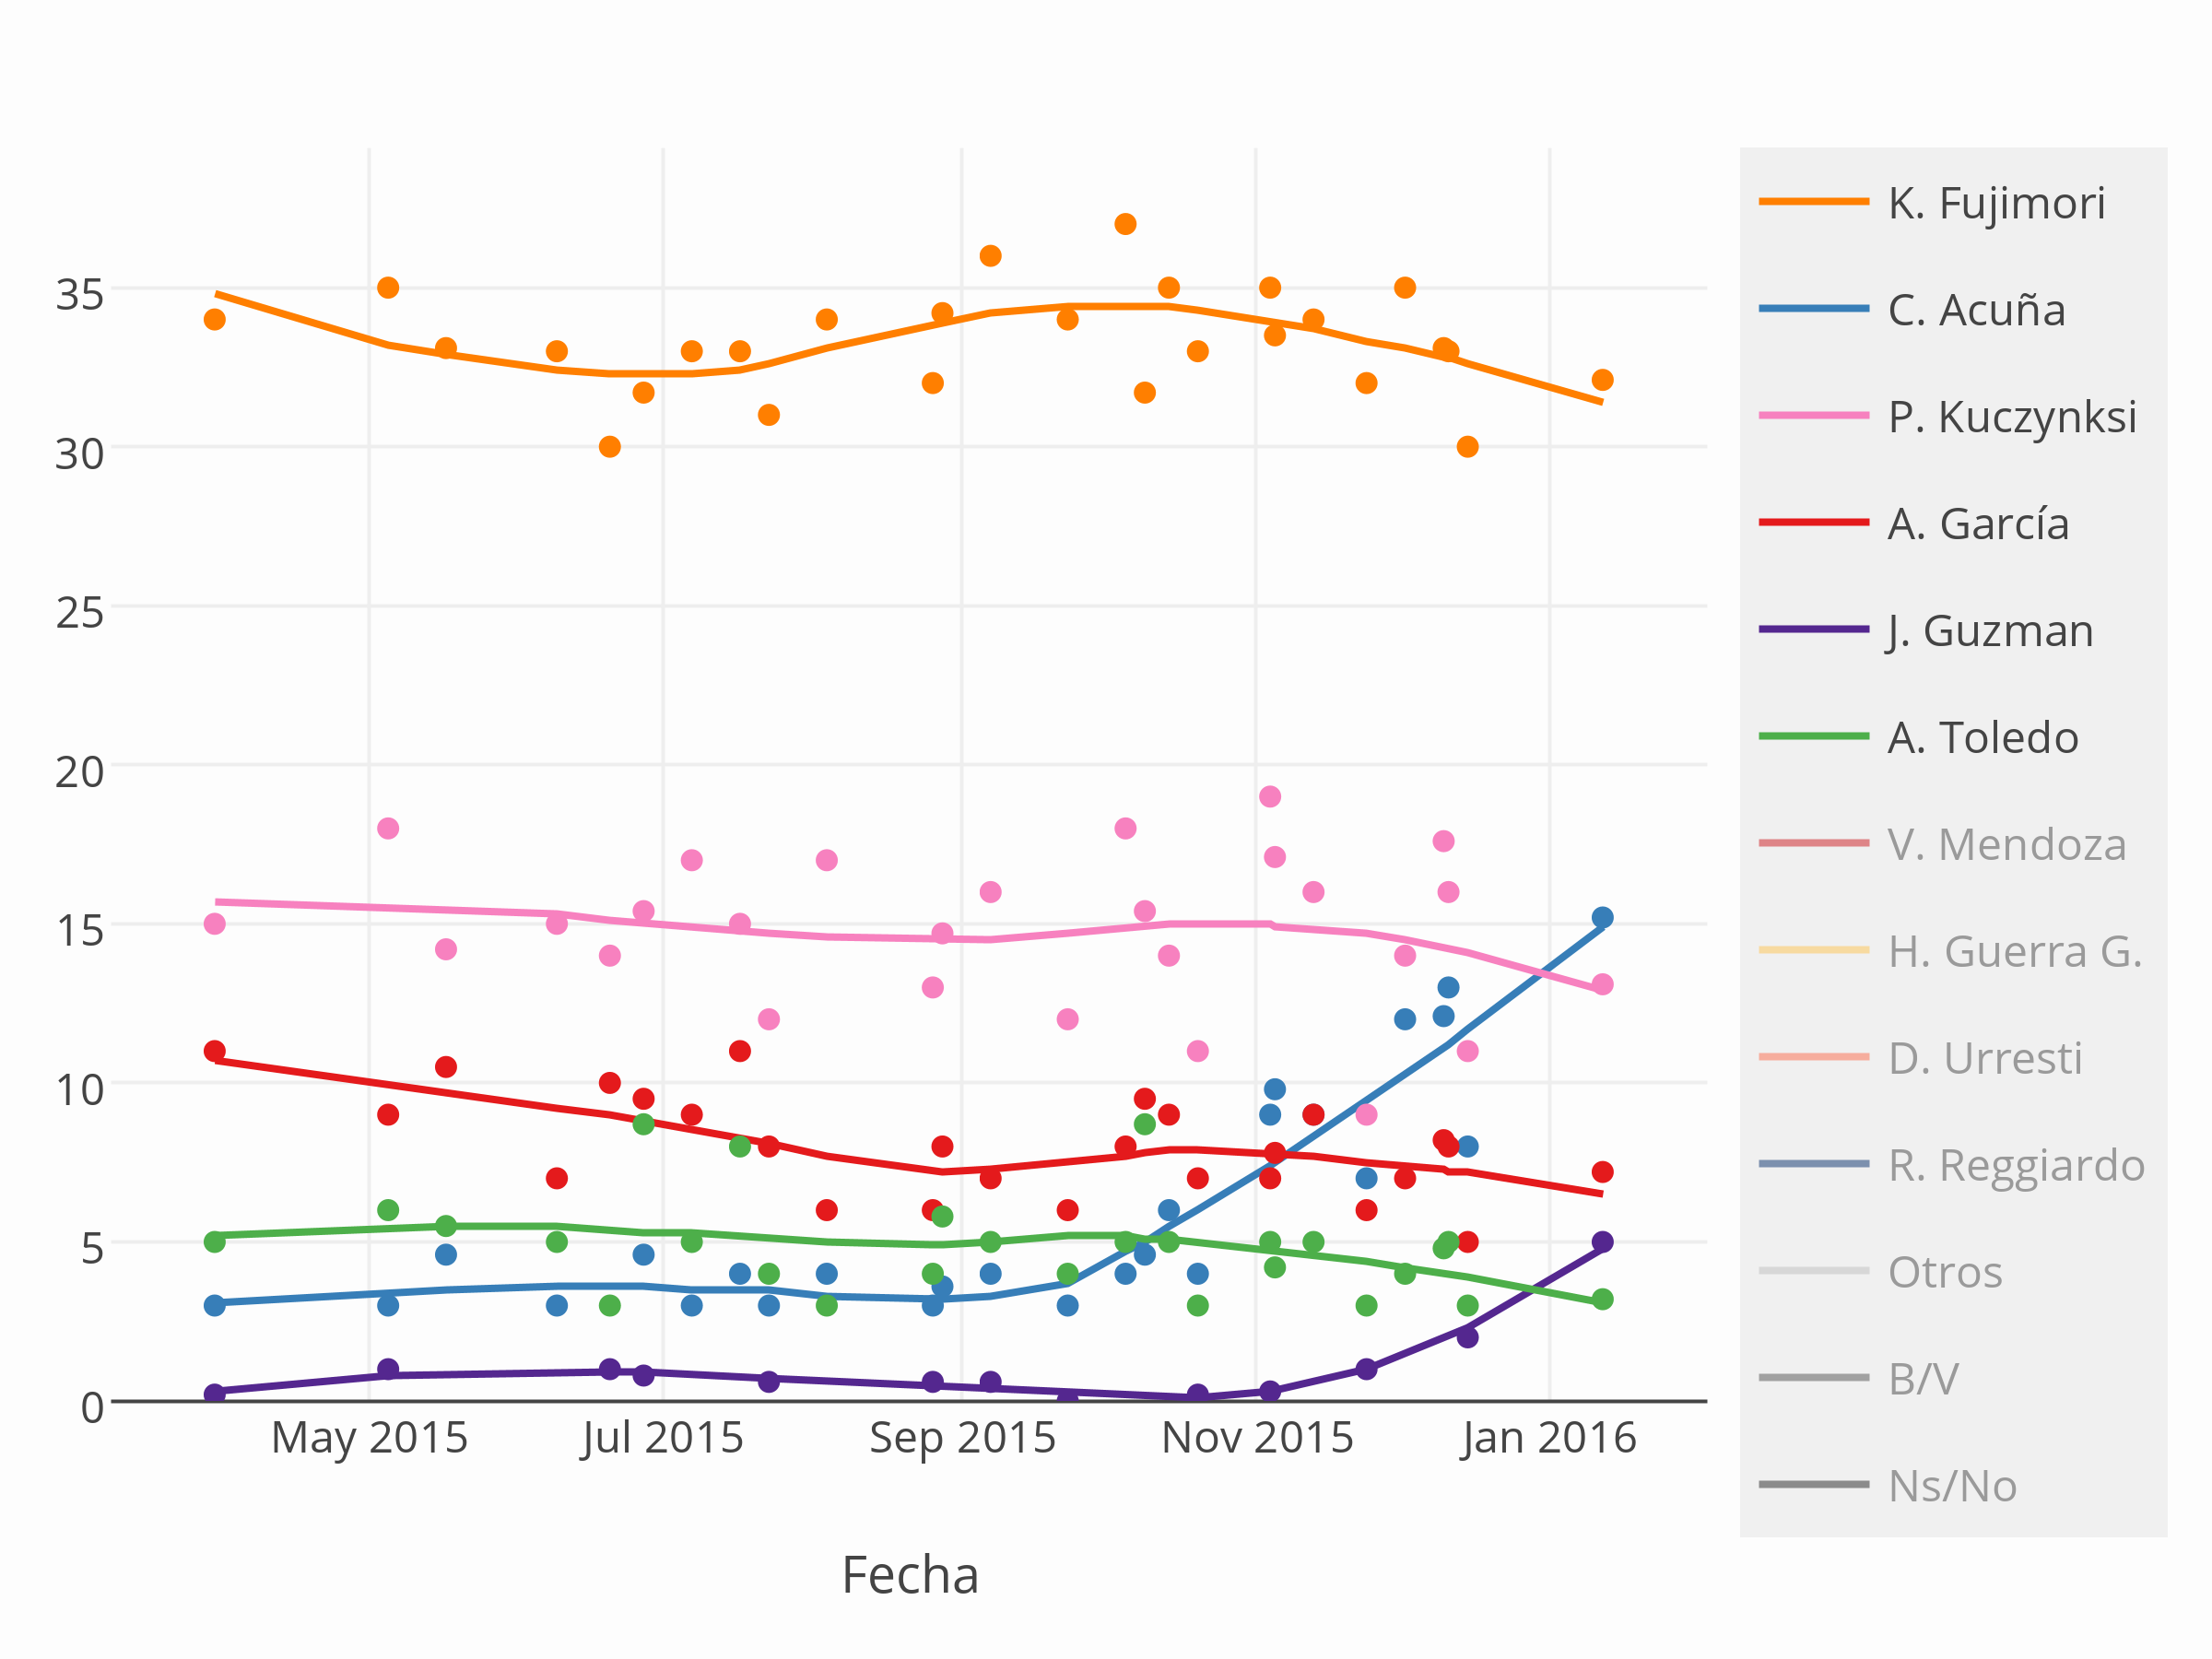 35
30
25
20
15
10
5
0
May 2015
Jul 2015
Sep 2015
Nov 2015
Jan 2016
Fecha
K. Fujimori
C. Acuña
P. Kuczynksi
A. García
J. Guzman
A. Toledo
V. Mendoza
H. Guerra G.
D. Urresti
R. Reggiardo
Otros
B/V
Ns/No